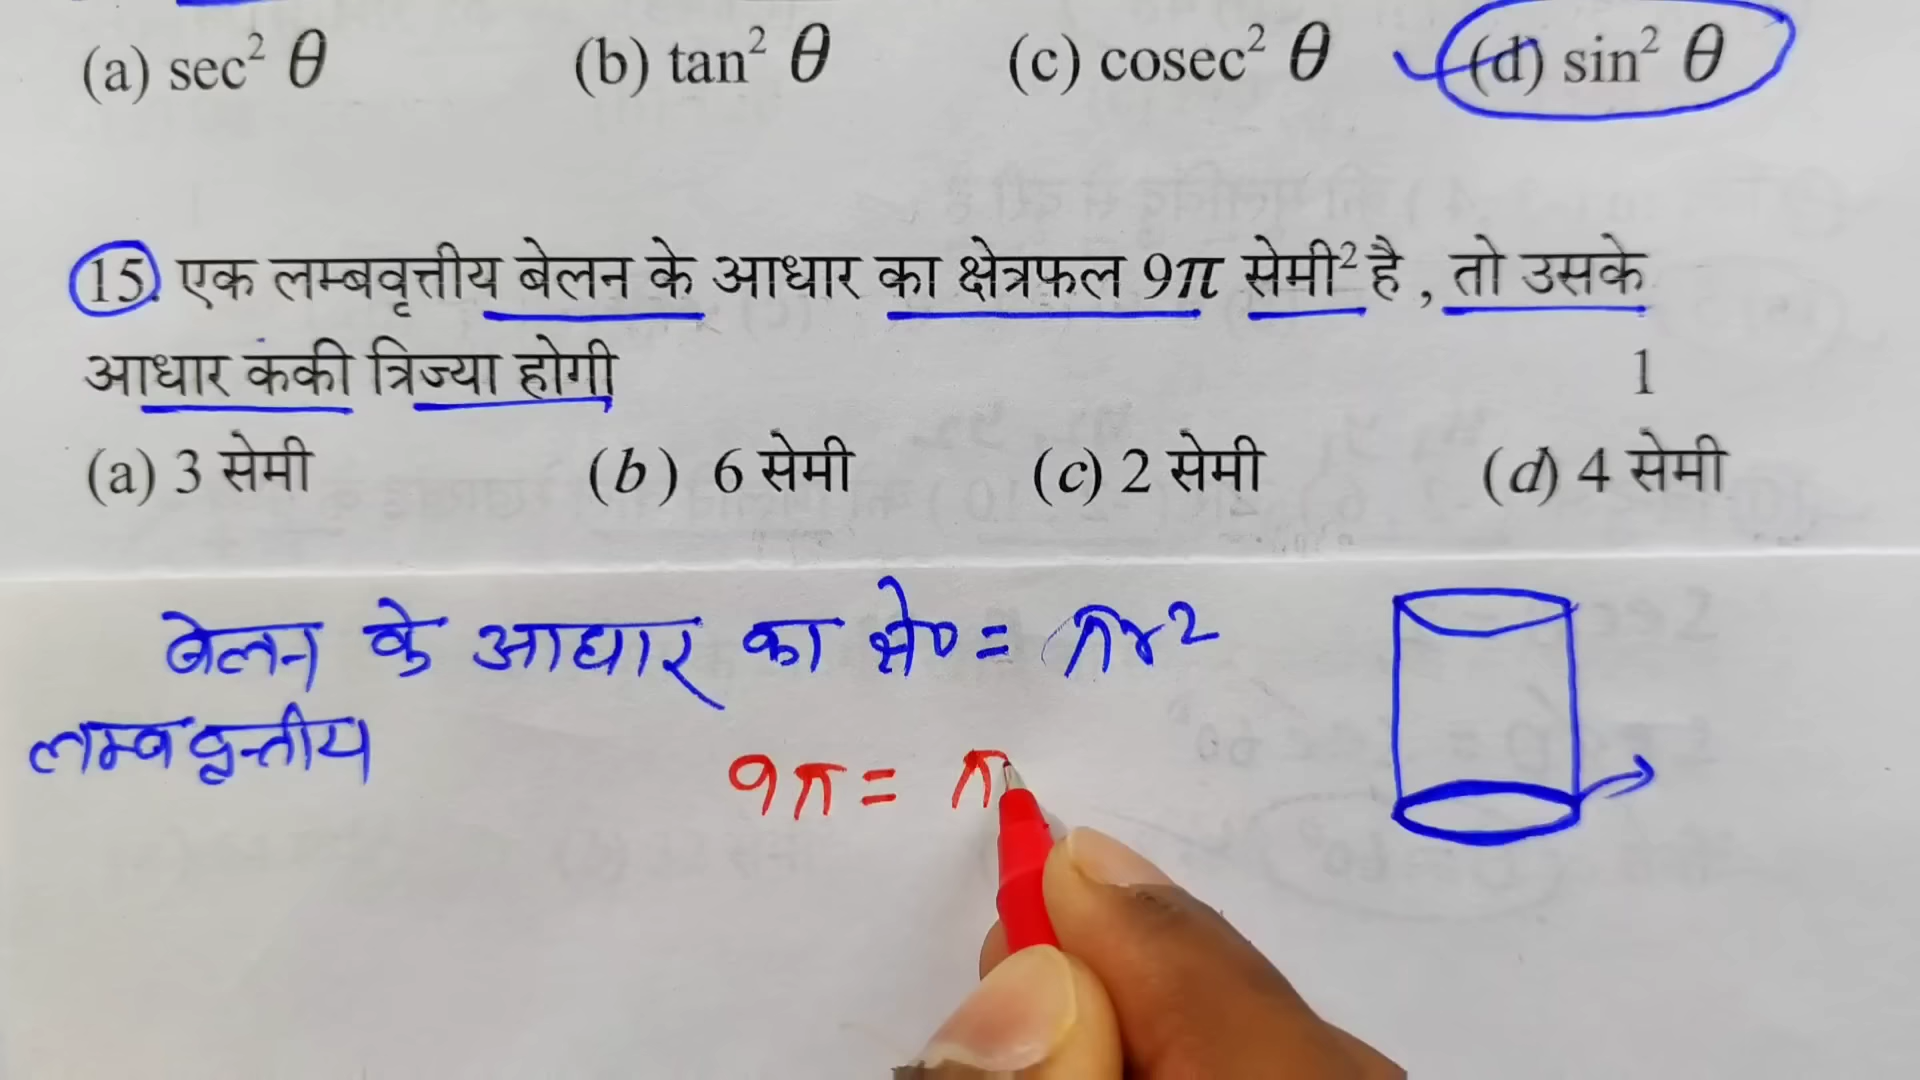 (a) sec² θ (b) tan² θ (c) cosec² θ (d) sin² θ
15. एक लम्बवृत्तीय बेलन के आधार का क्षेत्रफल 9π सेमी² है , तो उसके
आधार कंकी त्रिज्या होगी 1
(a) 3 सेमी (b) 6 सेमी (c) 2 सेमी (d) 4 सेमी
बेलन के आधार का क्षे० = πr²
लम्बवृत्तीय
9π = π